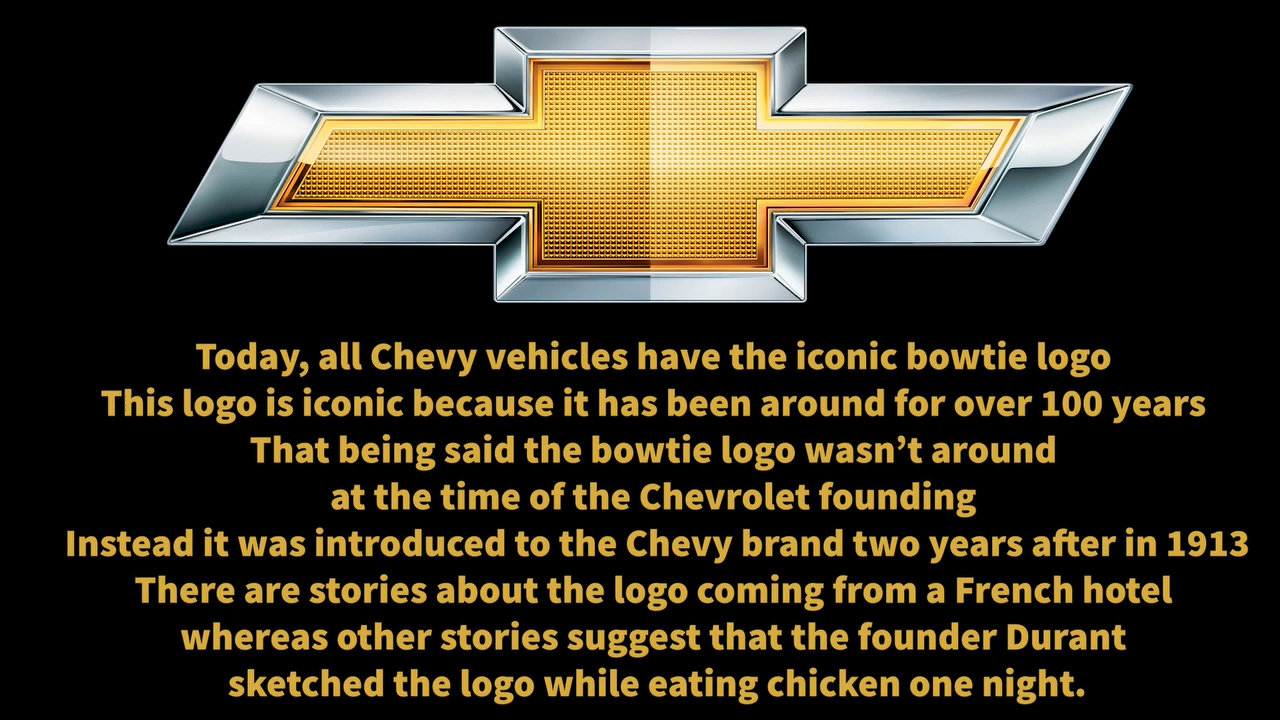 Today, all Chevy vehicles have the iconic bowtie logo
This logo is iconic because it has been around for over 100 years
That being said the bowtie logo wasn’t around
at the time of the Chevrolet founding
Instead it was introduced to the Chevy brand two years after in 1913
There are stories about the logo coming from a French hotel
whereas other stories suggest that the founder Durant
sketched the logo while eating chicken one night.